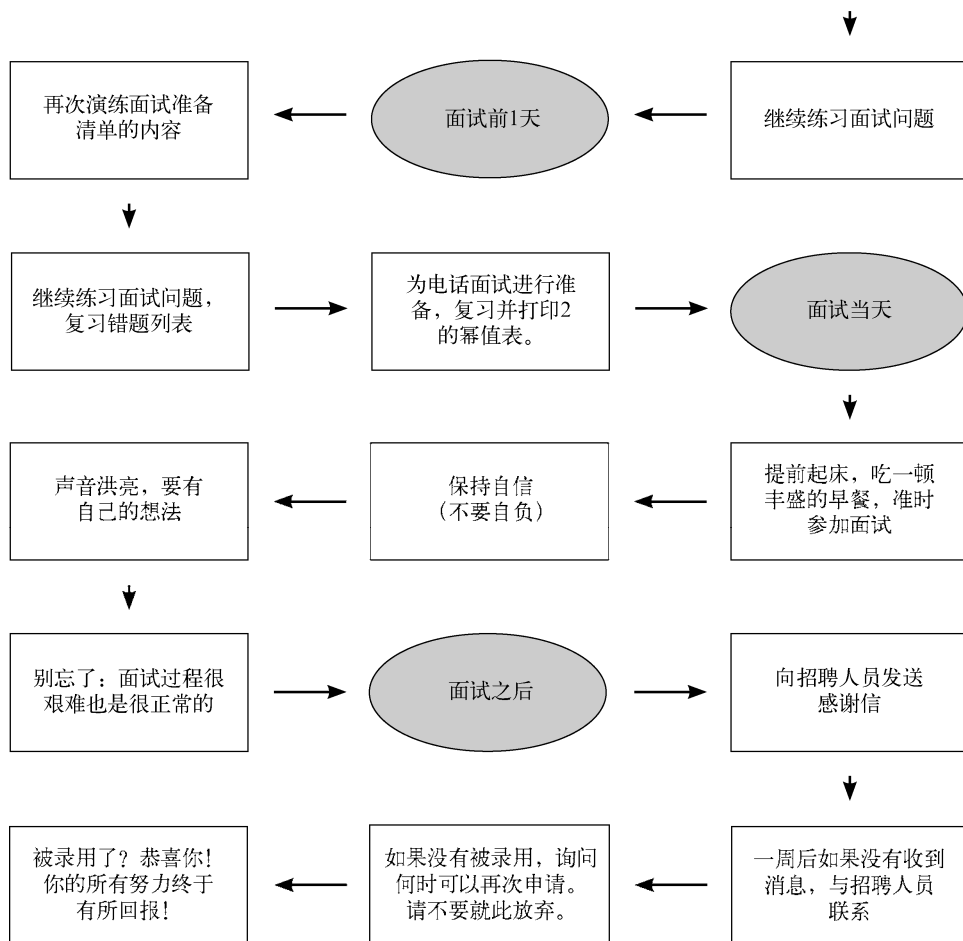 继续练习面试问题
面试前1天
再次演练面试准备
清单的内容
继续练习面试问题，
复习错题列表
为电话面试进行准
备，复习并打印2
的幂值表。
面试当天
提前起床，吃一顿
丰盛的早餐，准时
参加面试
保持自信
（不要自负）
声音洪亮，要有
自己的想法
别忘了：面试过程很
艰难也是很正常的
面试之后
向招聘人员发送
感谢信
一周后如果没有收到
消息，与招聘人员
联系
如果没有被录用，询问
何时可以再次申请。
请不要就此放弃。
被录用了？恭喜你！
你的所有努力终于
有所回报！